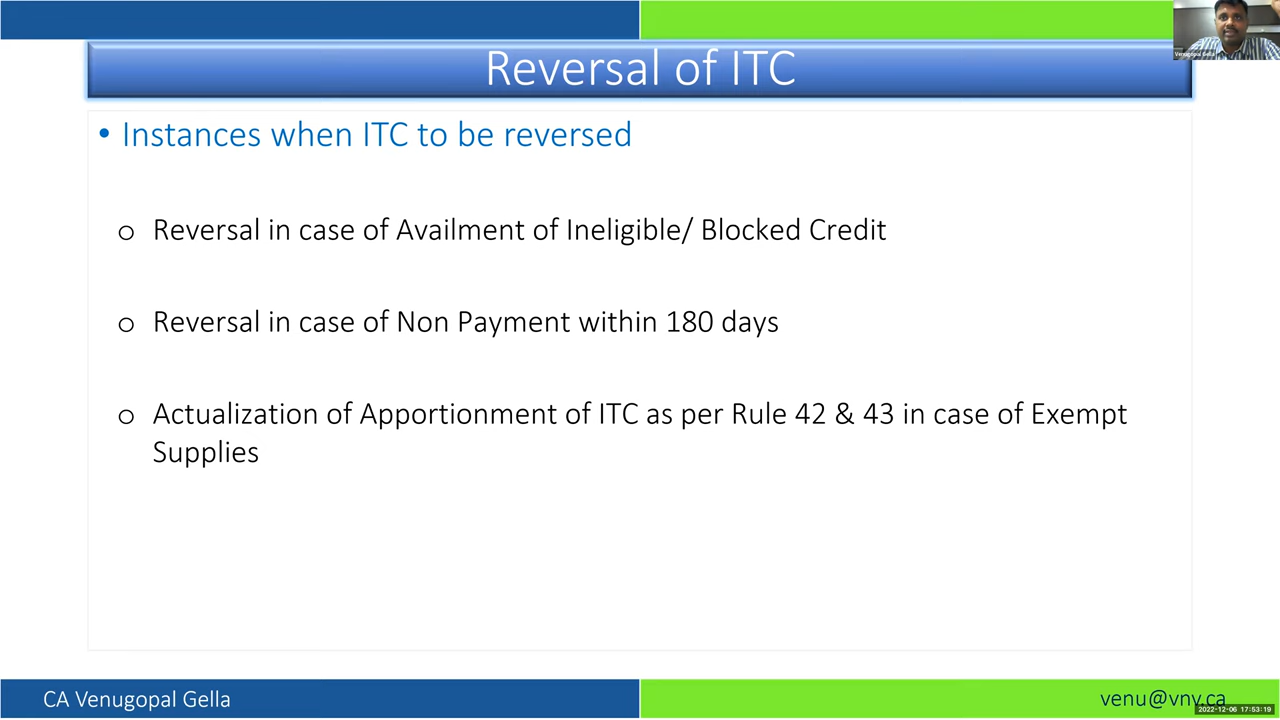 Reversal of ITC
Venugopal Gella
• Instances when ITC to be reversed
o Reversal in case of Availment of Ineligible/ Blocked Credit
o Reversal in case of Non Payment within 180 days
o Actualization of Apportionment of ITC as per Rule 42 & 43 in case of Exempt
Supplies
CA Venugopal Gella
venu@vnv.ca
2022-12-06 17:53:19